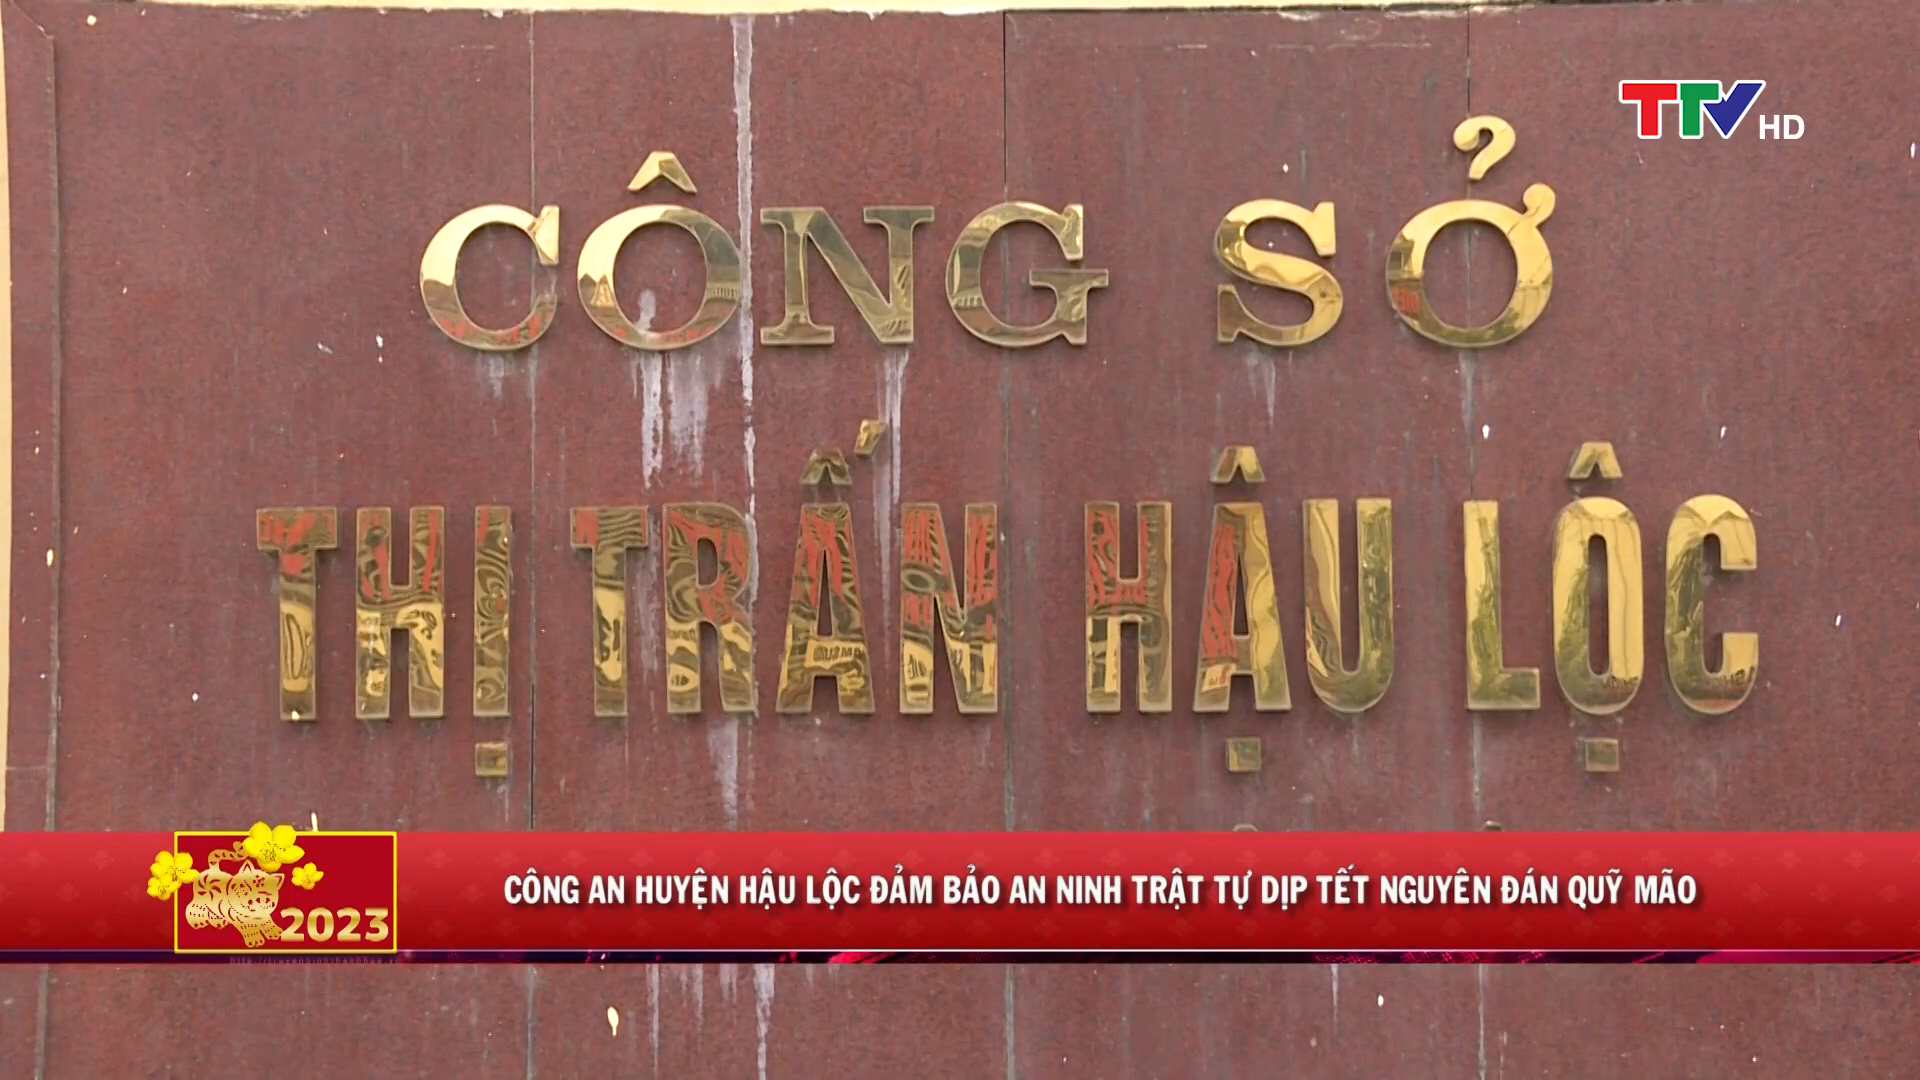 TTV HD
CÔNG SỞ
THỊ TRẤN HẬU LỘC
2023
CÔNG AN HUYỆN HẬU LỘC ĐẢM BẢO AN NINH TRẬT TỰ DỊP TẾT NGUYÊN ĐÁN QUỸ MÃO